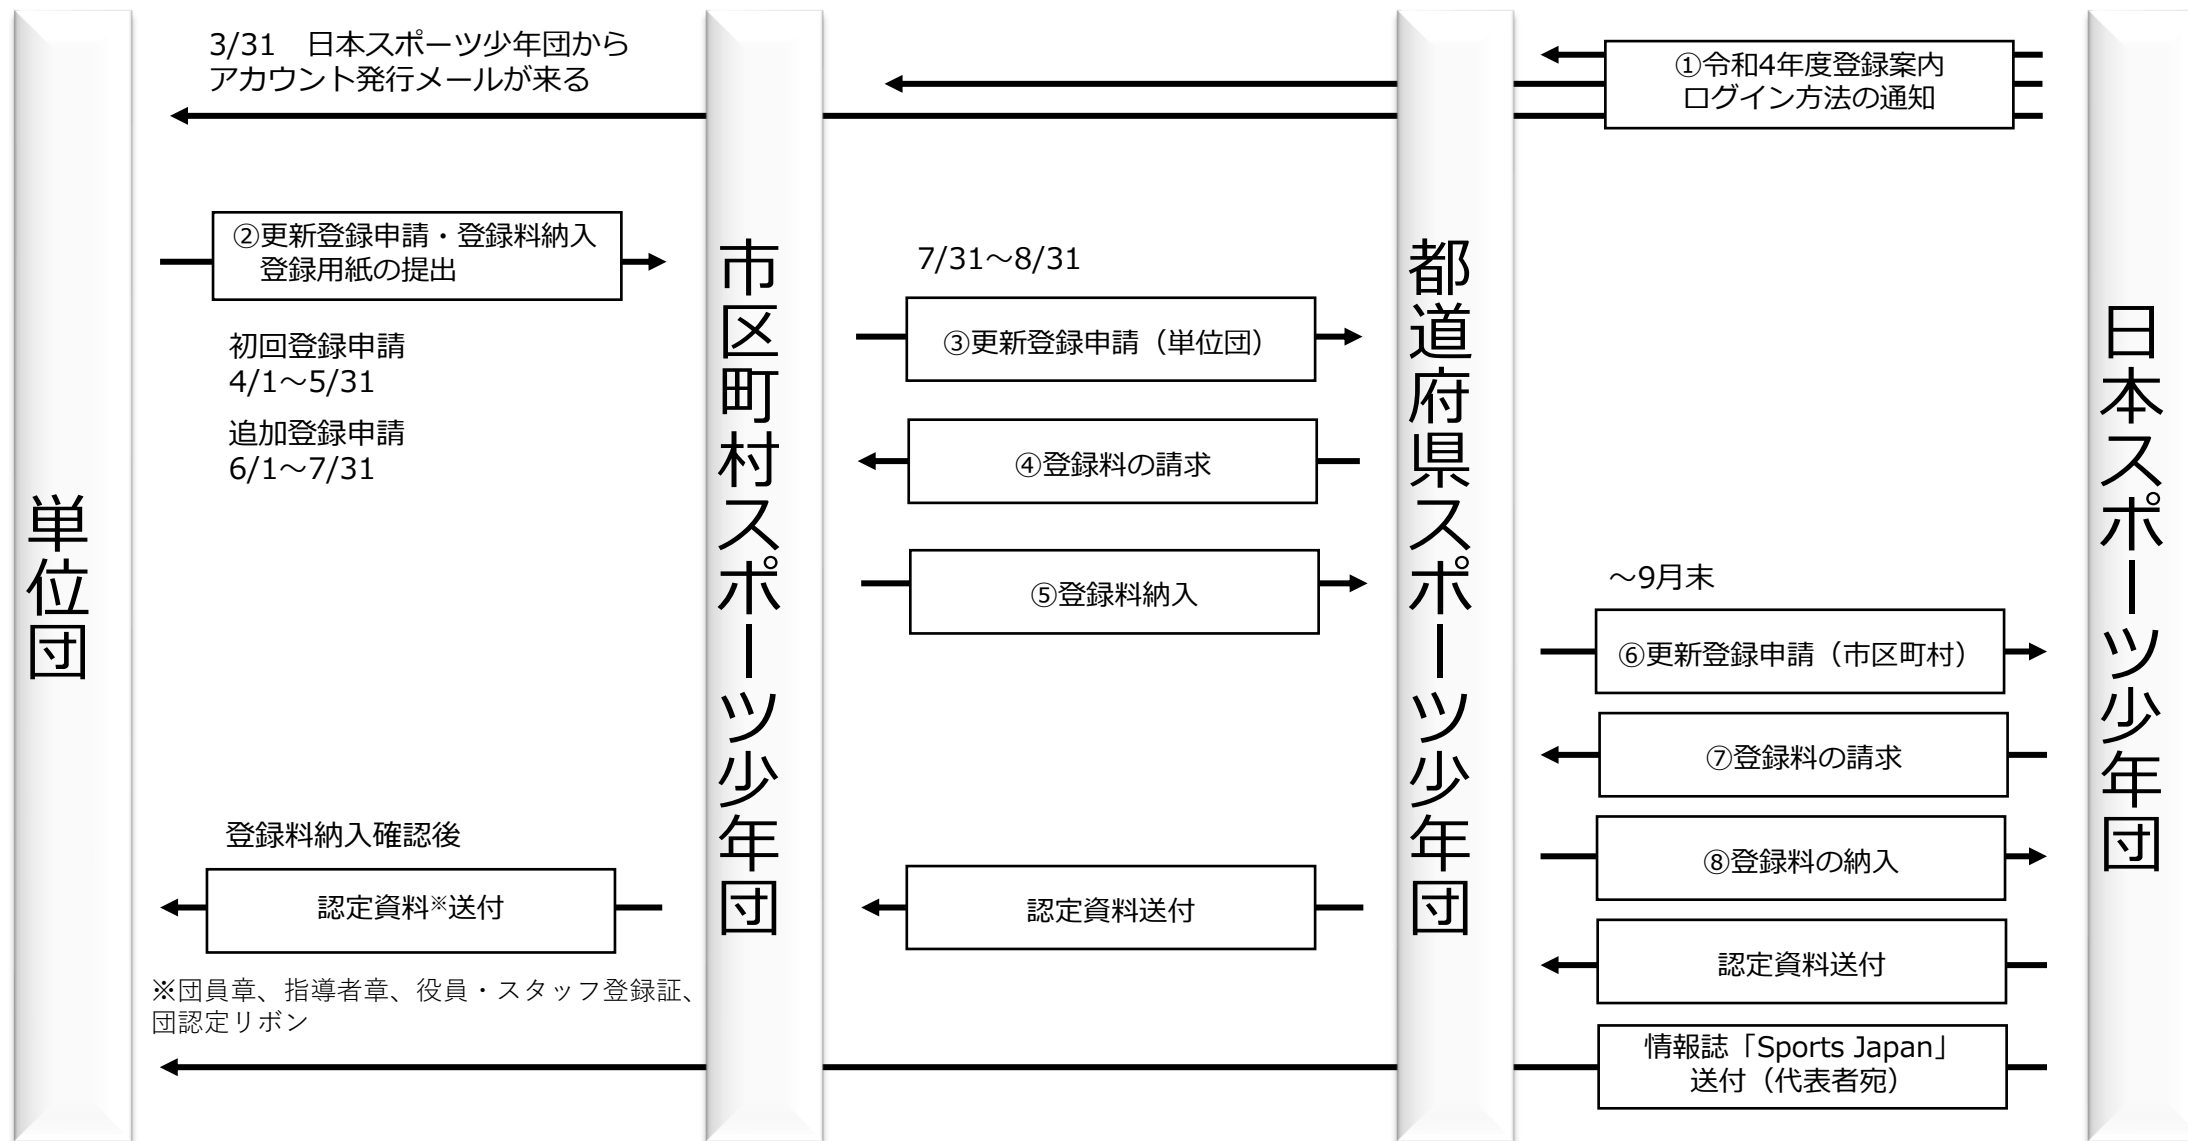 3/31　日本スポーツ少年団から
アカウント発行メールが来る
①令和4年度登録案内
ログイン方法の通知
②更新登録申請・登録料納入
登録用紙の提出
初回登録申請
4/1～5/31
追加登録申請
6/1～7/31
7/31～8/31
③更新登録申請（単位団）
④登録料の請求
⑤登録料納入
～9月末
⑥更新登録申請（市区町村）
⑦登録料の請求
⑧登録料の納入
登録料納入確認後
認定資料※送付
認定資料送付
認定資料送付
※団員章、指導者章、役員・スタッフ登録証、
団認定リボン
情報誌「Sports Japan」
送付（代表者宛）
単位団
市区町村スポーツ少年団
都道府県スポーツ少年団
日本スポーツ少年団